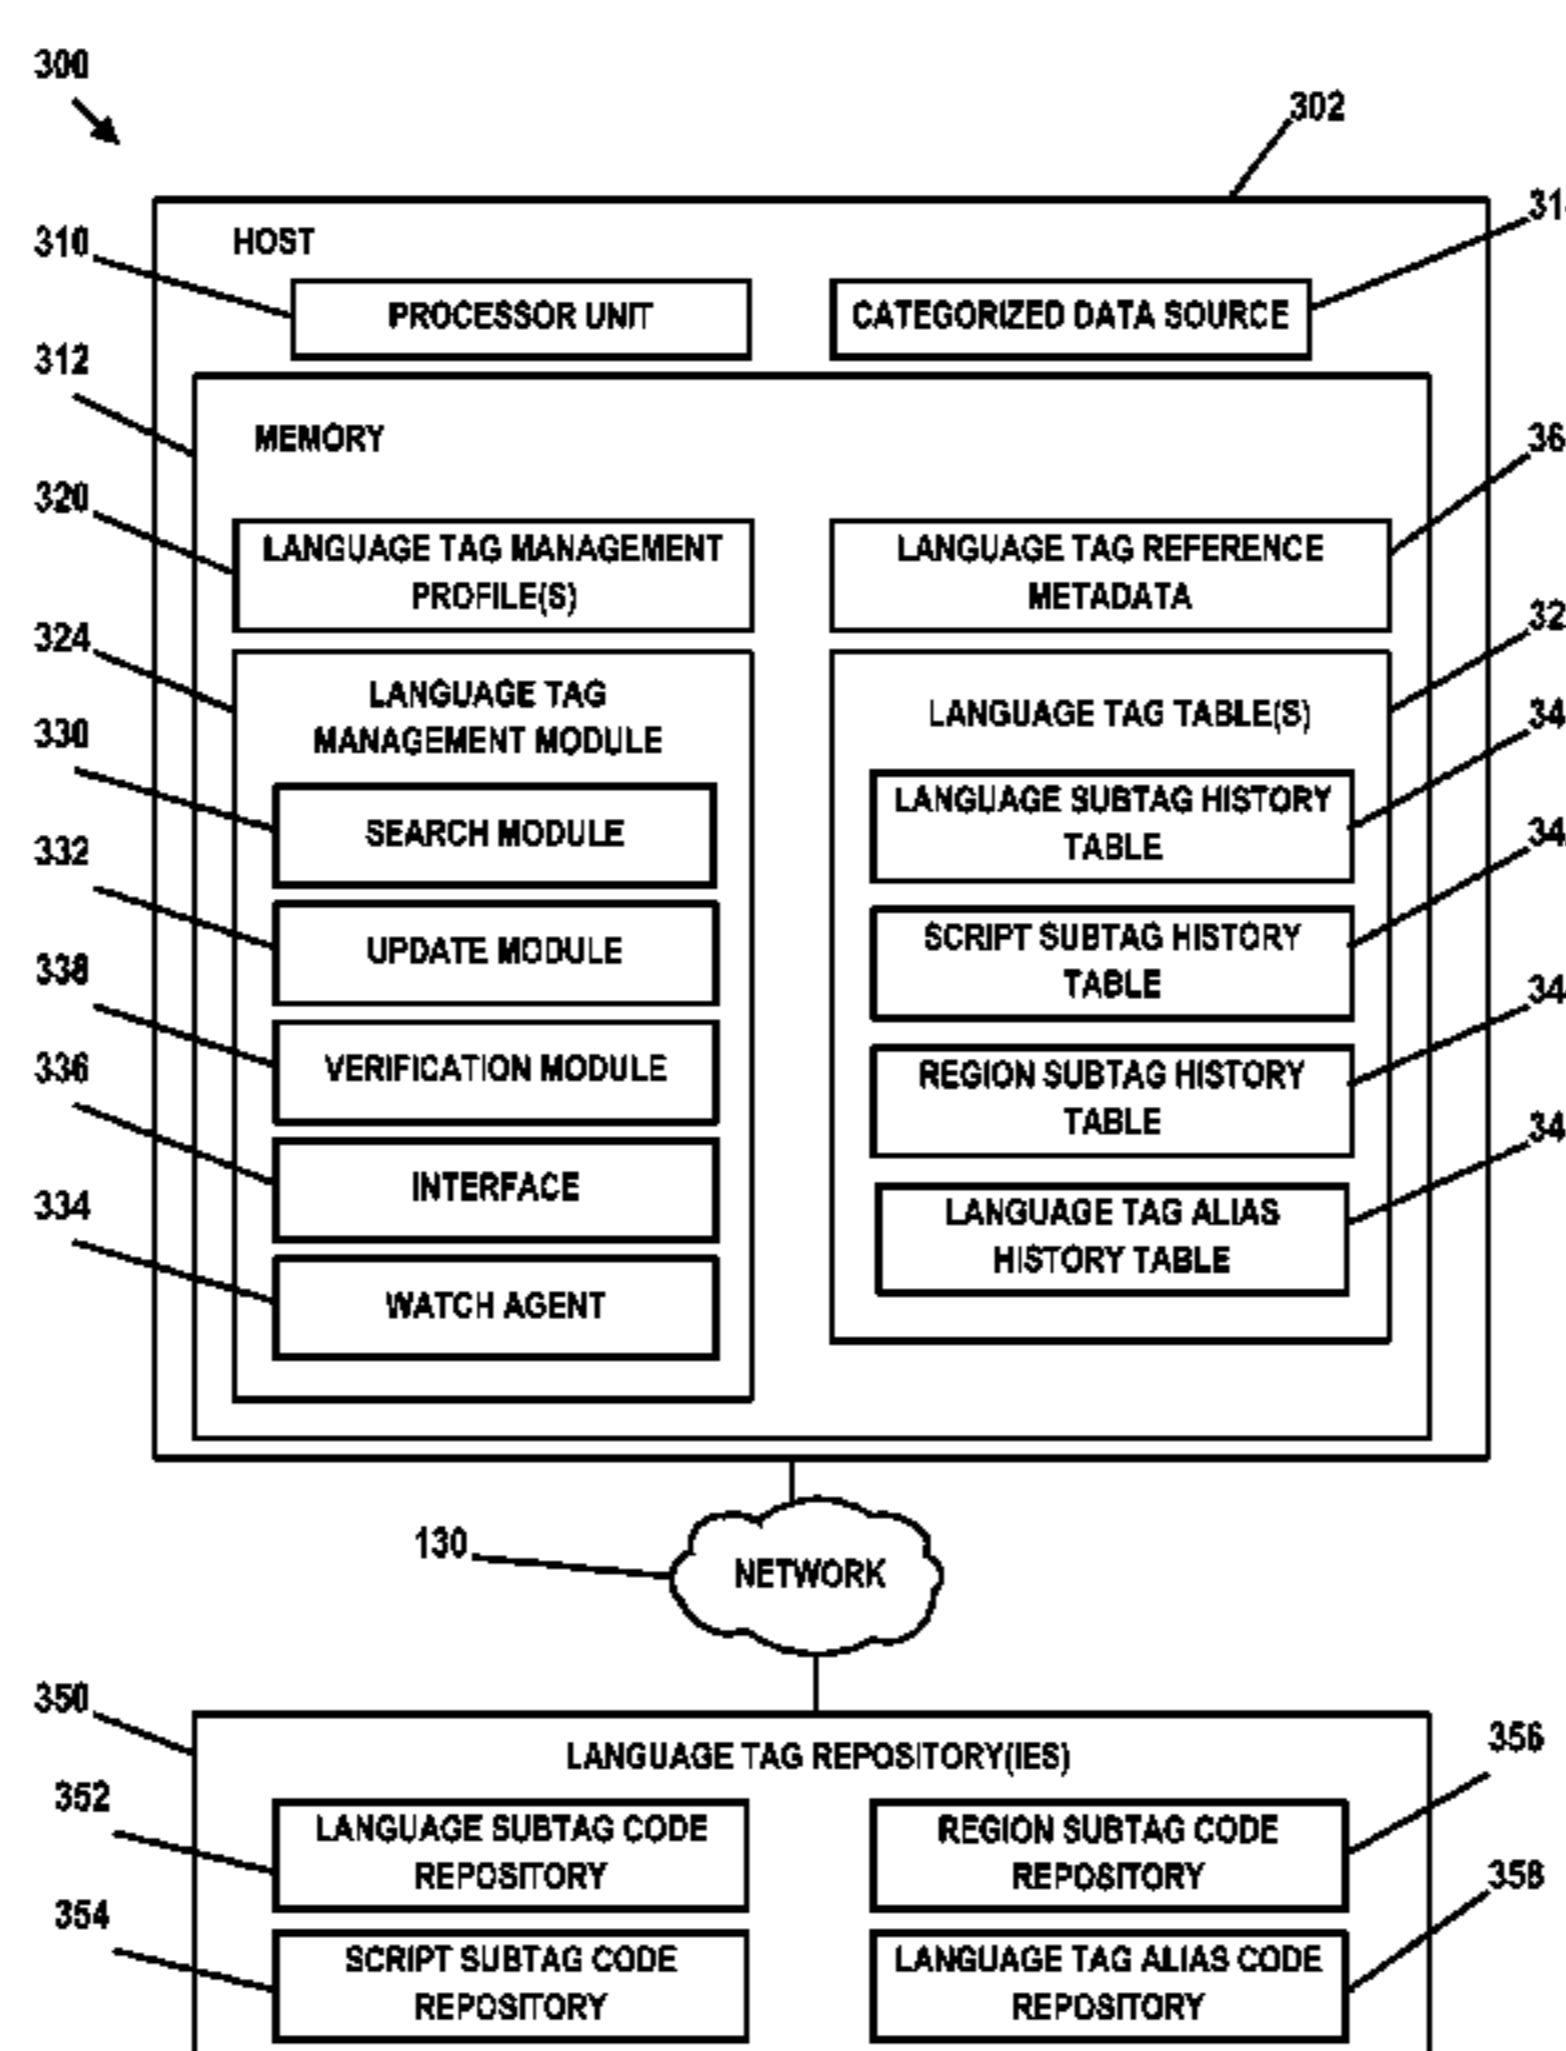 300
302
HOST
310
PROCESSOR UNIT
CATEGORIZED DATA SOURCE
312
MEMORY
320
LANGUAGE TAG MANAGEMENT
PROFILE(S)
LANGUAGE TAG REFERENCE
METADATA
324
LANGUAGE TAG
MANAGEMENT MODULE
330
SEARCH MODULE
332
UPDATE MODULE
338
VERIFICATION MODULE
336
INTERFACE
334
WATCH AGENT
LANGUAGE TAG TABLE(S)
LANGUAGE SUBTAG HISTORY
TABLE
SCRIPT SUBTAG HISTORY
TABLE
REGION SUBTAG HISTORY
TABLE
LANGUAGE TAG ALIAS
HISTORY TABLE
130
NETWORK
350
LANGUAGE TAG REPOSITORY(IES)
352
LANGUAGE SUBTAG CODE
REPOSITORY
356
REGION SUBTAG CODE
REPOSITORY
354
SCRIPT SUBTAG CODE
REPOSITORY
358
LANGUAGE TAG ALIAS CODE
REPOSITORY